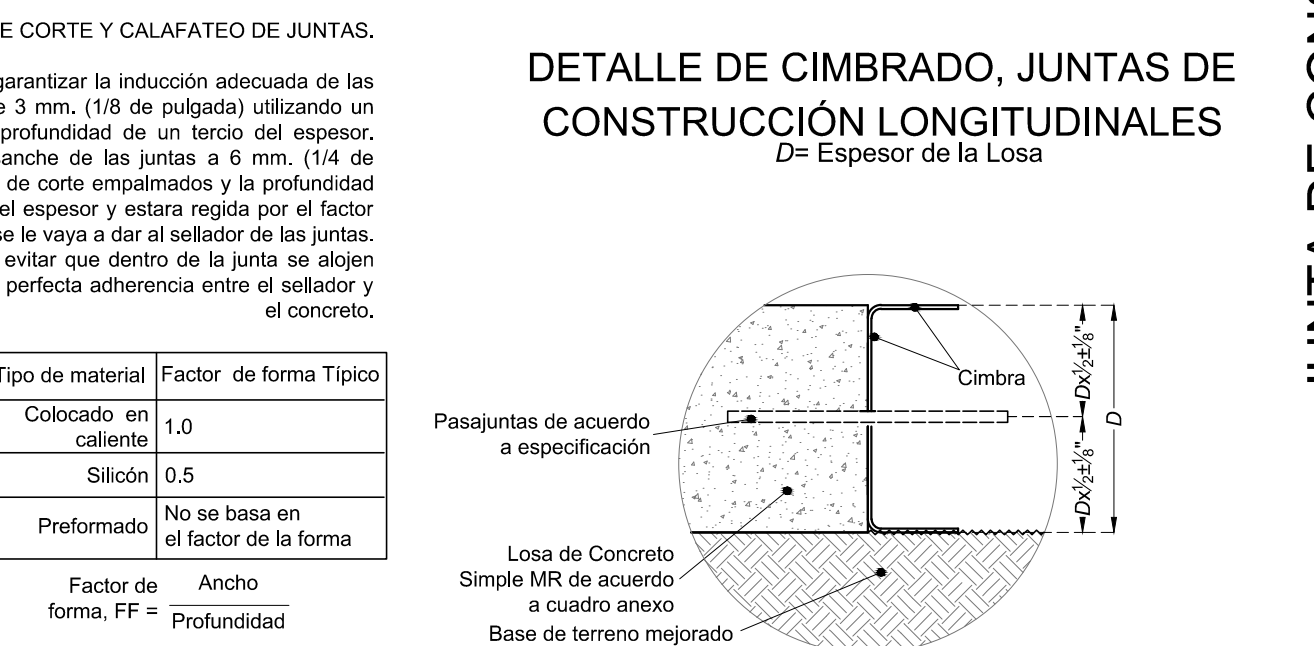 E CORTE Y CALAFATEO DE JUNTAS.
garantizar la inducción adecuada de las
e 3 mm. (1/8 de pulgada) utilizando un
profundidad de un tercio del espesor.
sanche de las juntas a 6 mm. (1/4 de
de corte empalmados y la profundidad
el espesor y estara regida por el factor
se le vaya a dar al sellador de las juntas.
evitar que dentro de la junta se alojen
perfecta adherencia entre el sellador y
el concreto.
Tipo de material Factor de forma Típico
Colocado en
caliente 1.0
Silicón 0.5
Preformado No se basa en
el factor de la forma
Factor de
forma, FF = Ancho
Profundidad
DETALLE DE CIMBRADO, JUNTAS DE
CONSTRUCCIÓN LONGITUDINALES
D= Espesor de la Losa
Cimbra
Pasajuntas de acuerdo
a especificación
Losa de Concreto
Simple MR de acuerdo
a cuadro anexo
Base de terreno mejorado
Dx½±⅛"
Dx½±⅛"
D